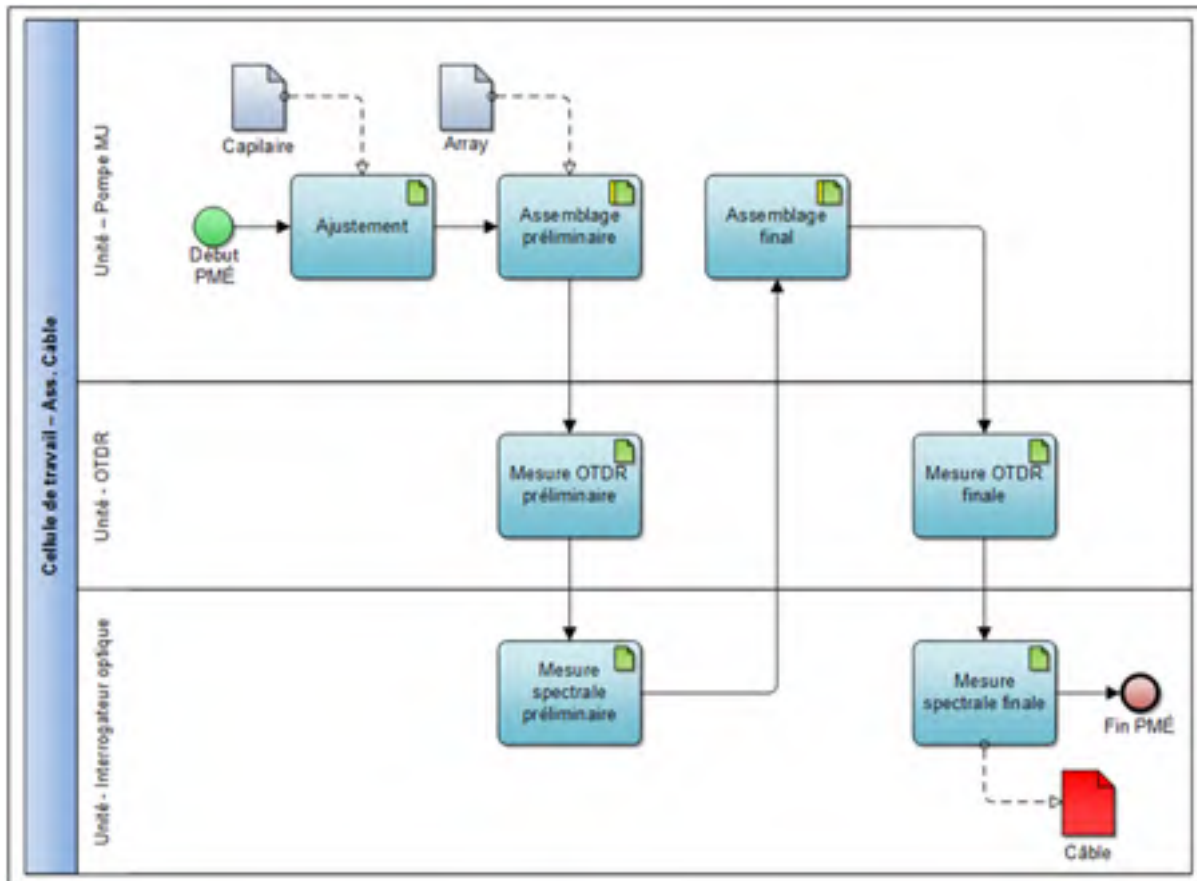 Cellule de travail – Ass. Câble
Unité – Pompe MJ
Capilaire
Array
Début
PMÉ
Ajustement
Assemblage
préliminaire
Assemblage
final
Unité - OTDR
Mesure OTDR
préliminaire
Mesure OTDR
finale
Unité - Interrogateur optique
Mesure
spectrale
préliminaire
Mesure
spectrale finale
Fin PMÉ
Câble